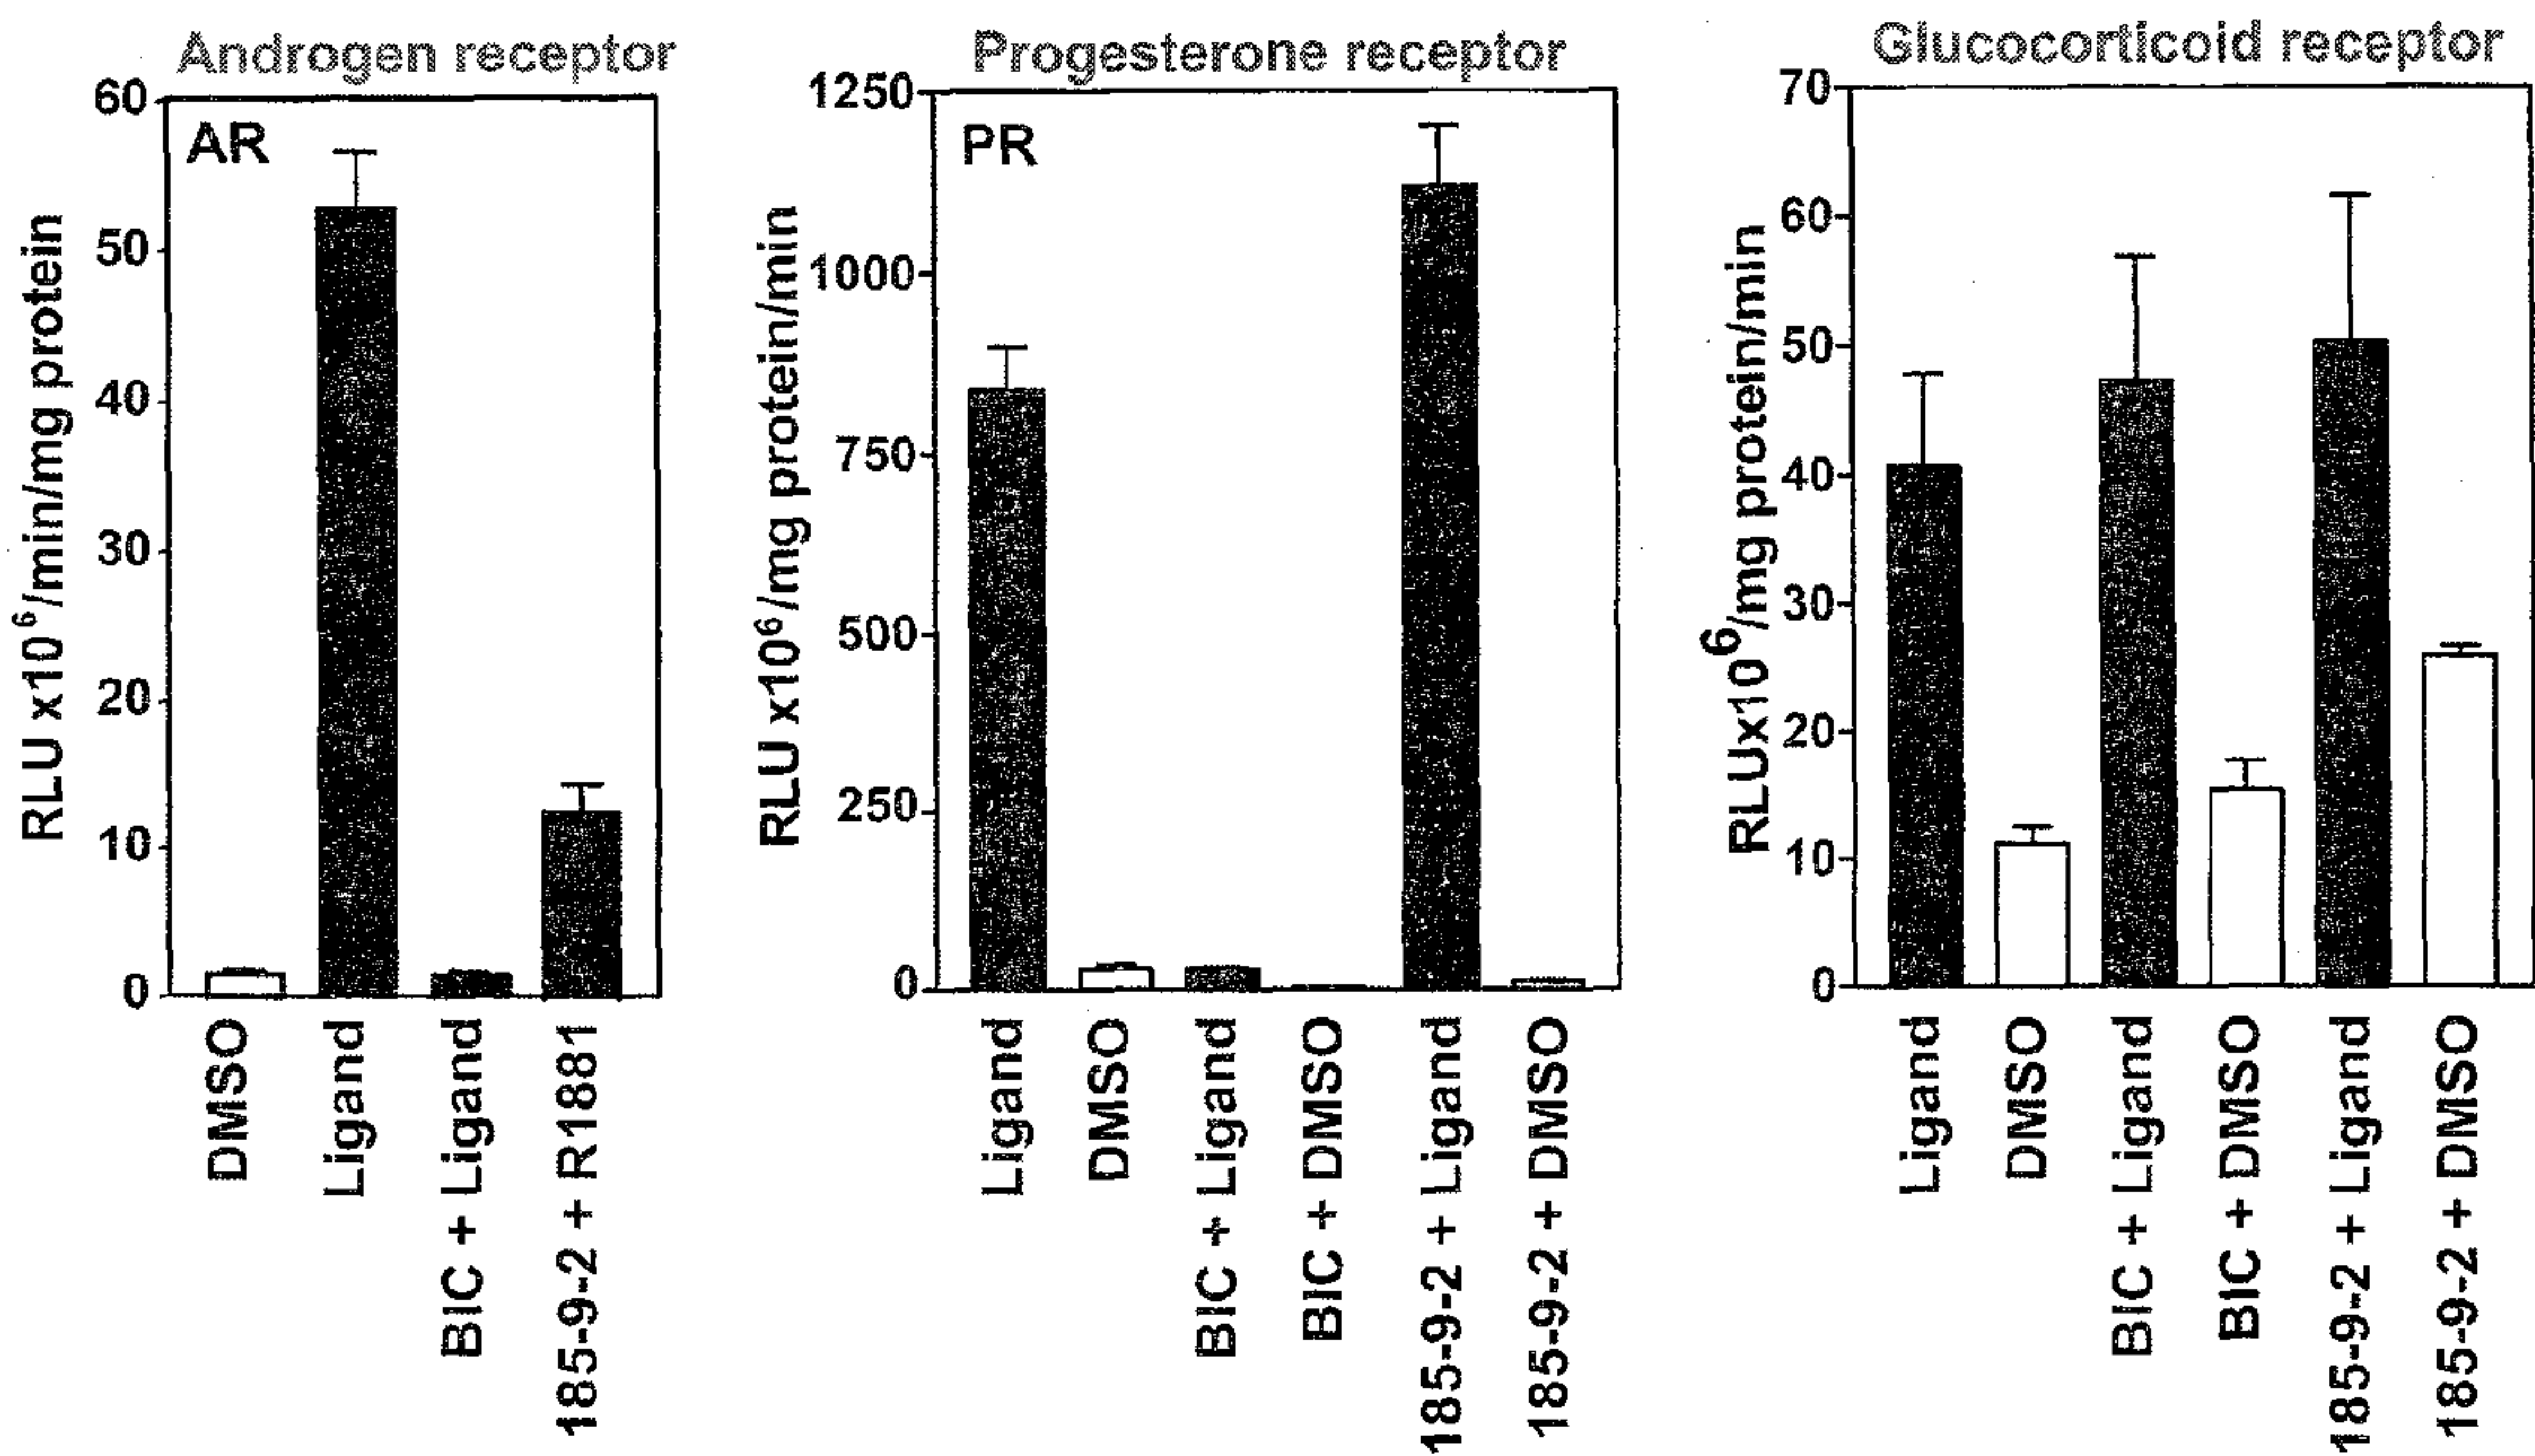 Androgen receptor
AR
RLU x10⁶/min/mg protein
60
50
40
30
20
10
0
DMSO
Ligand
BIC + Ligand
185-9-2 + R1881
Progesterone receptor
PR
RLU x10⁶/mg protein/min
1250
1000
750
500
250
0
Ligand
DMSO
BIC + Ligand
BIC + DMSO
185-9-2 + Ligand
185-9-2 + DMSO
Glucocorticoid receptor
RLUx10⁶/mg protein/min
70
60
50
40
30
20
10
0
Ligand
DMSO
BIC + Ligand
BIC + DMSO
185-9-2 + Ligand
185-9-2 + DMSO